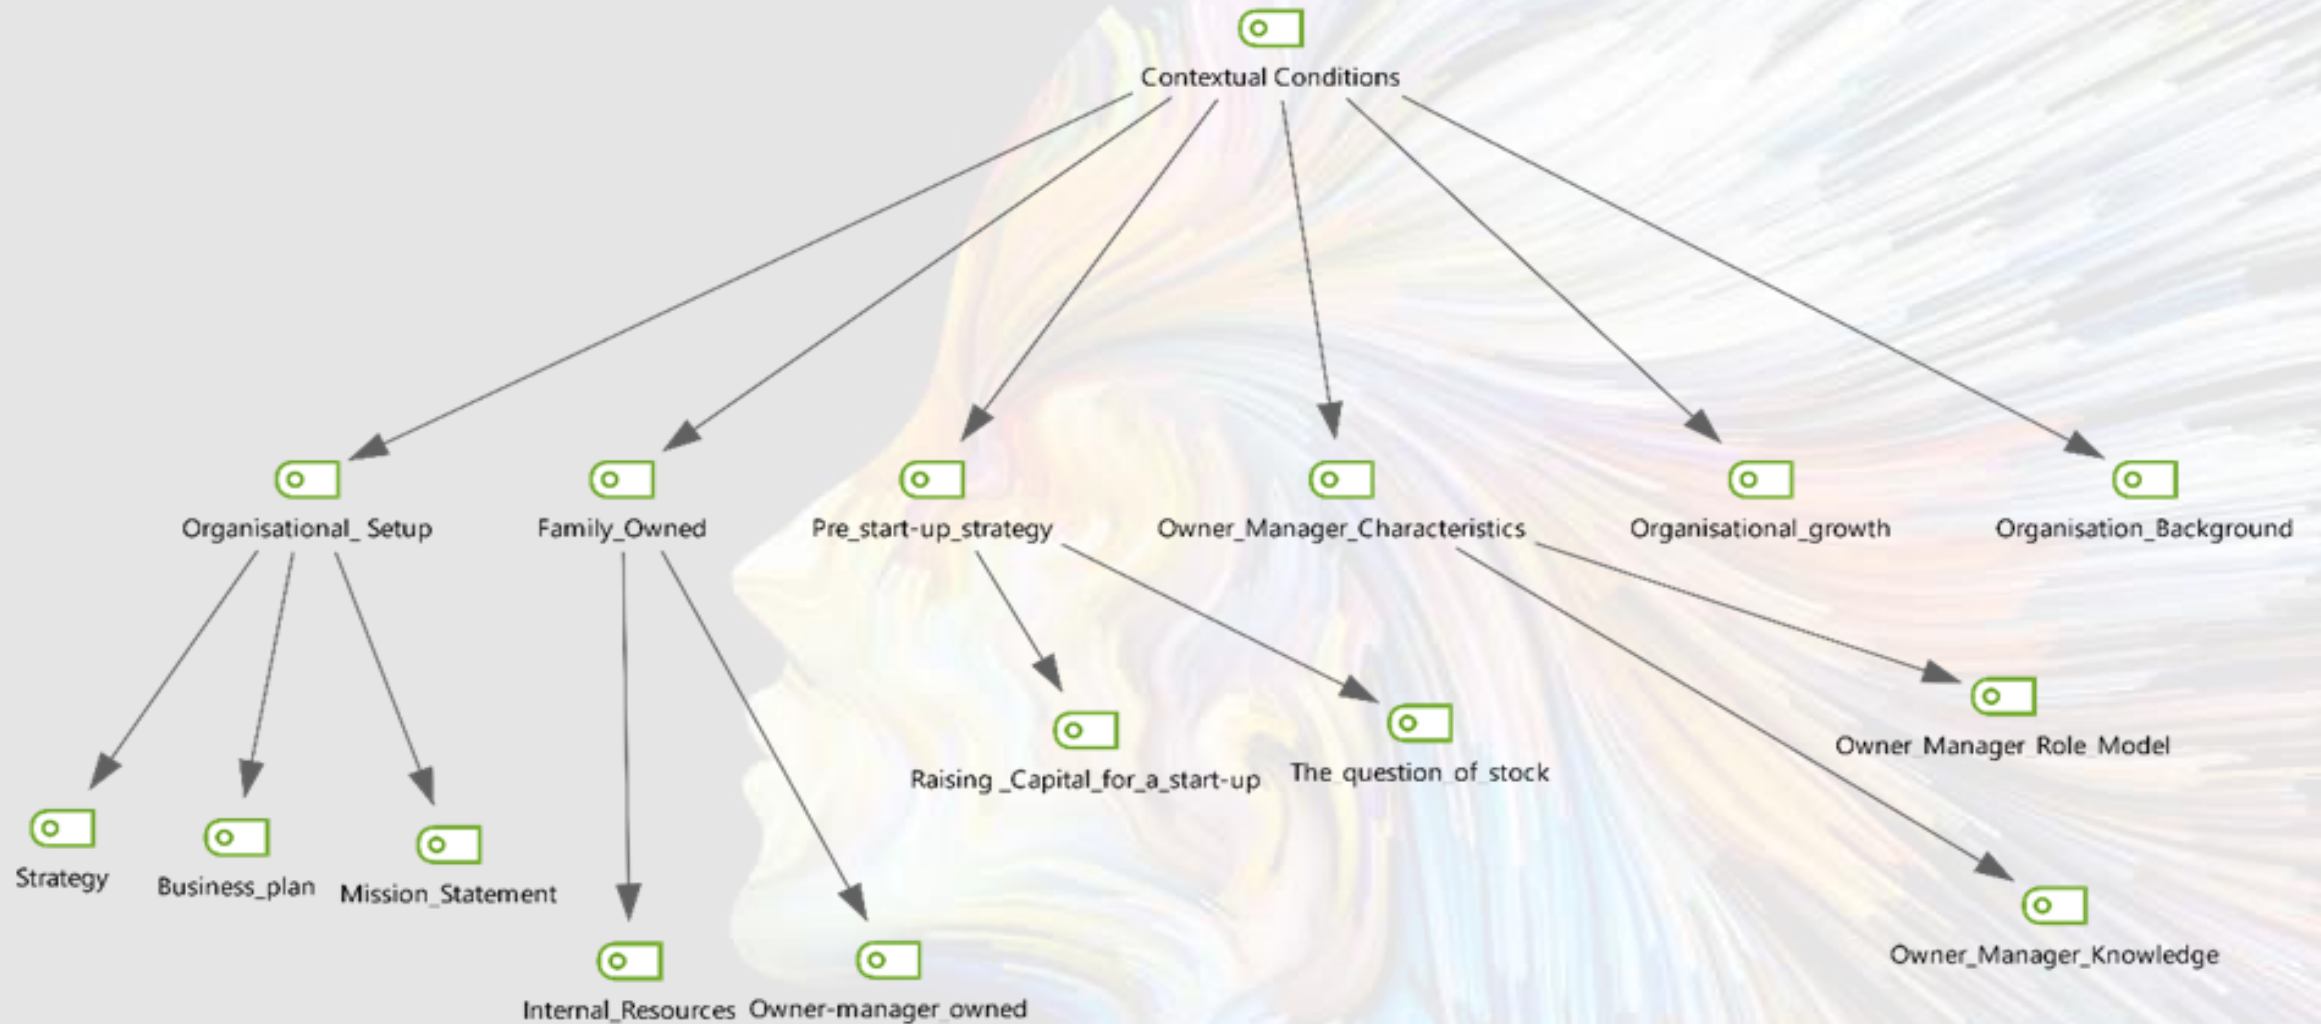 Contextual Conditions
Organisational_ Setup
Family_Owned
Pre_start-up_strategy
Owner_Manager_Characteristics
Organisational_growth
Organisation_Background
Strategy
Business_plan
Mission_Statement
Internal_Resources
Owner-manager_owned
Raising _Capital_for_a_start-up
The_question_of_stock
Owner_Manager_Role_Model
Owner_Manager_Knowledge